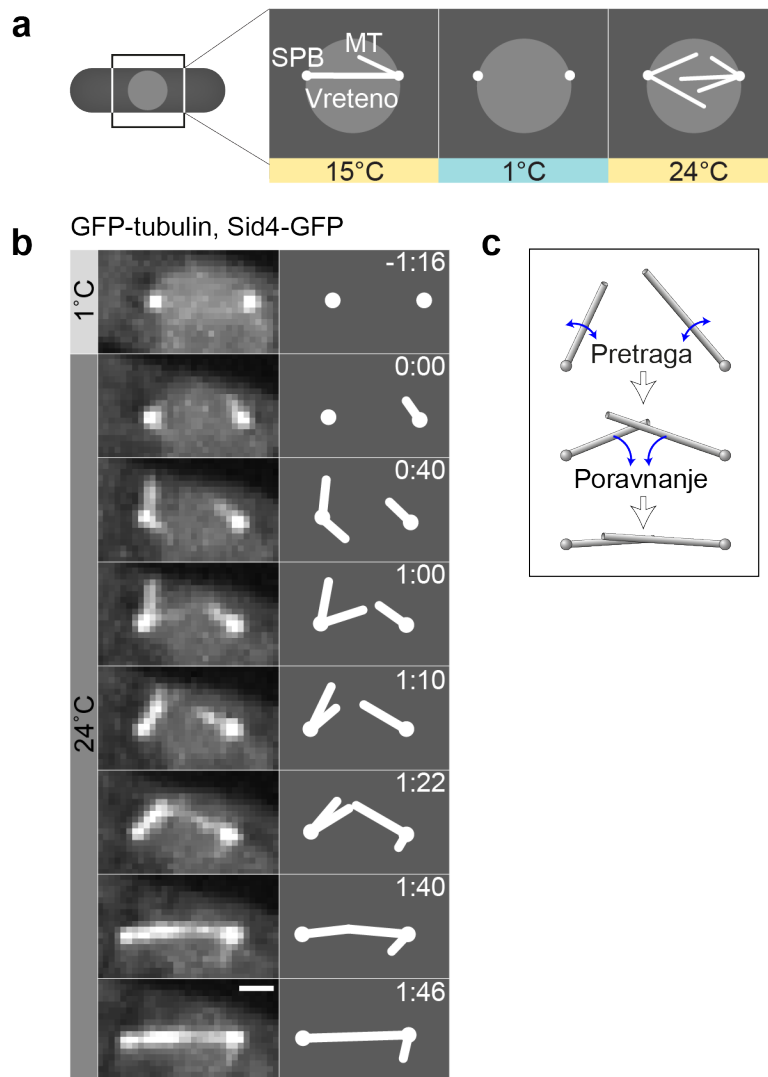 a
SPB
MT
Vreteno
15°C
1°C
24°C
GFP-tubulin, Sid4-GFP
b
1˚C
-1:16
24˚C
0:00
0:40
1:00
1:10
1:22
1:40
1:46
c
Pretraga
Poravnanje